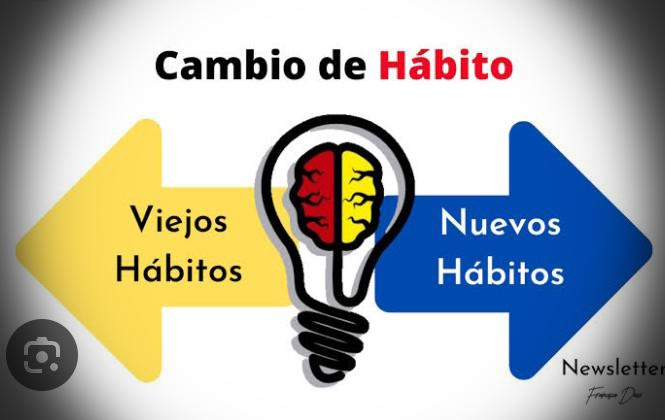 Cambio de Hábito
Viejos
Hábitos
Nuevos
Hábitos
Newsletter